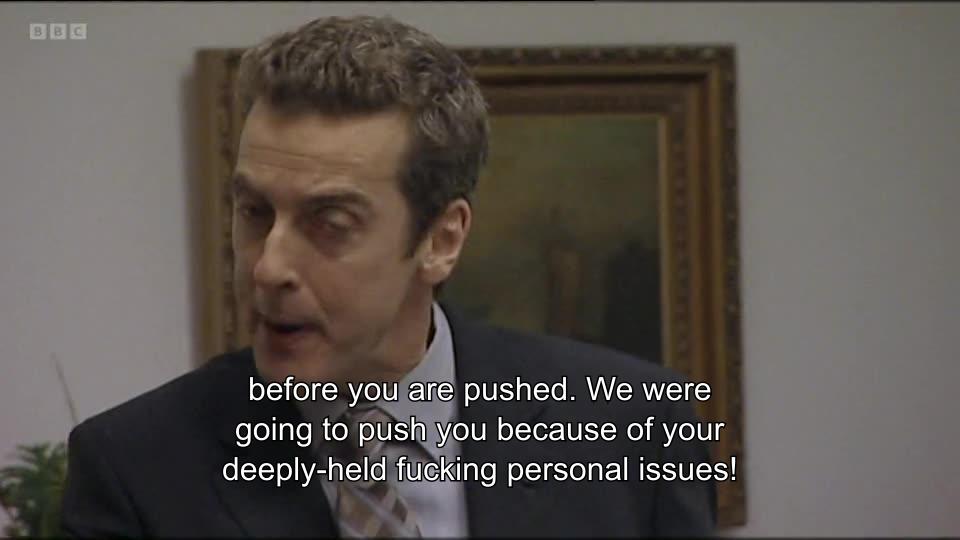 BBC
before you are pushed. We were
going to push you because of your
deeply-held fucking personal issues!